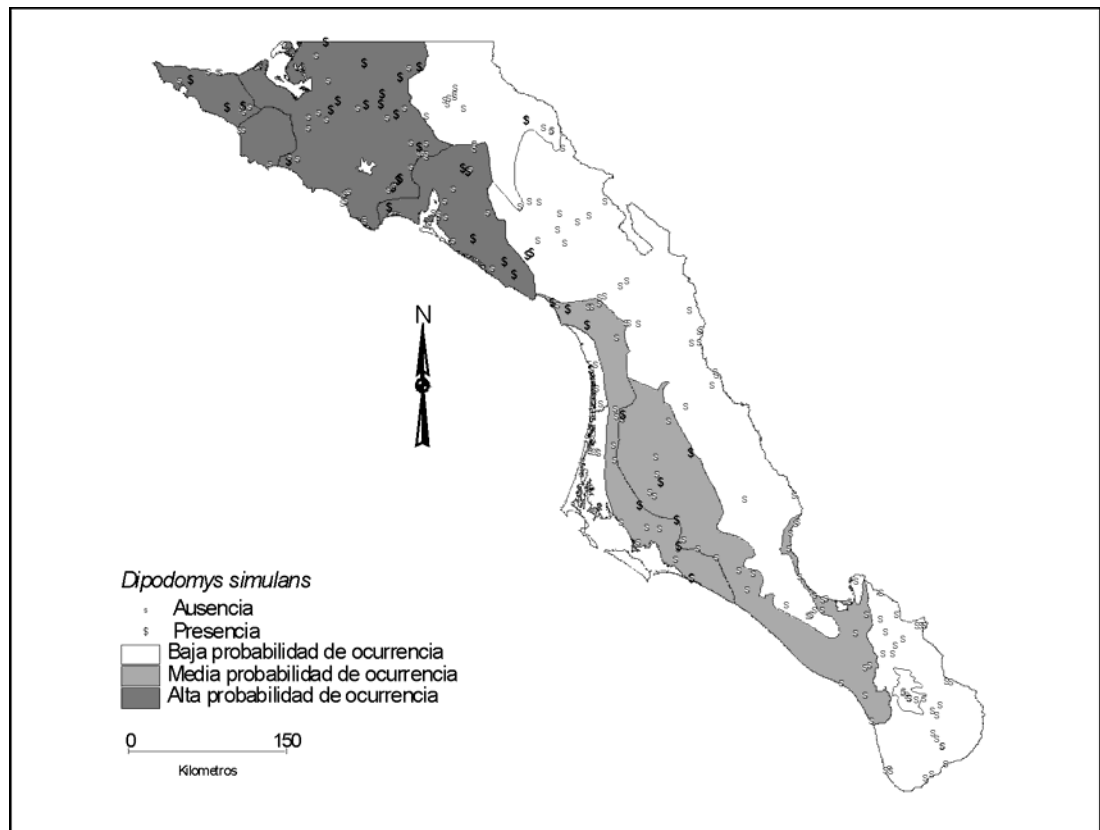 N
Dipodomys simulans
s Ausencia
$ Presencia
Baja probabilidad de ocurrencia
Media probabilidad de ocurrencia
Alta probabilidad de ocurrencia
0 150
Kilometros